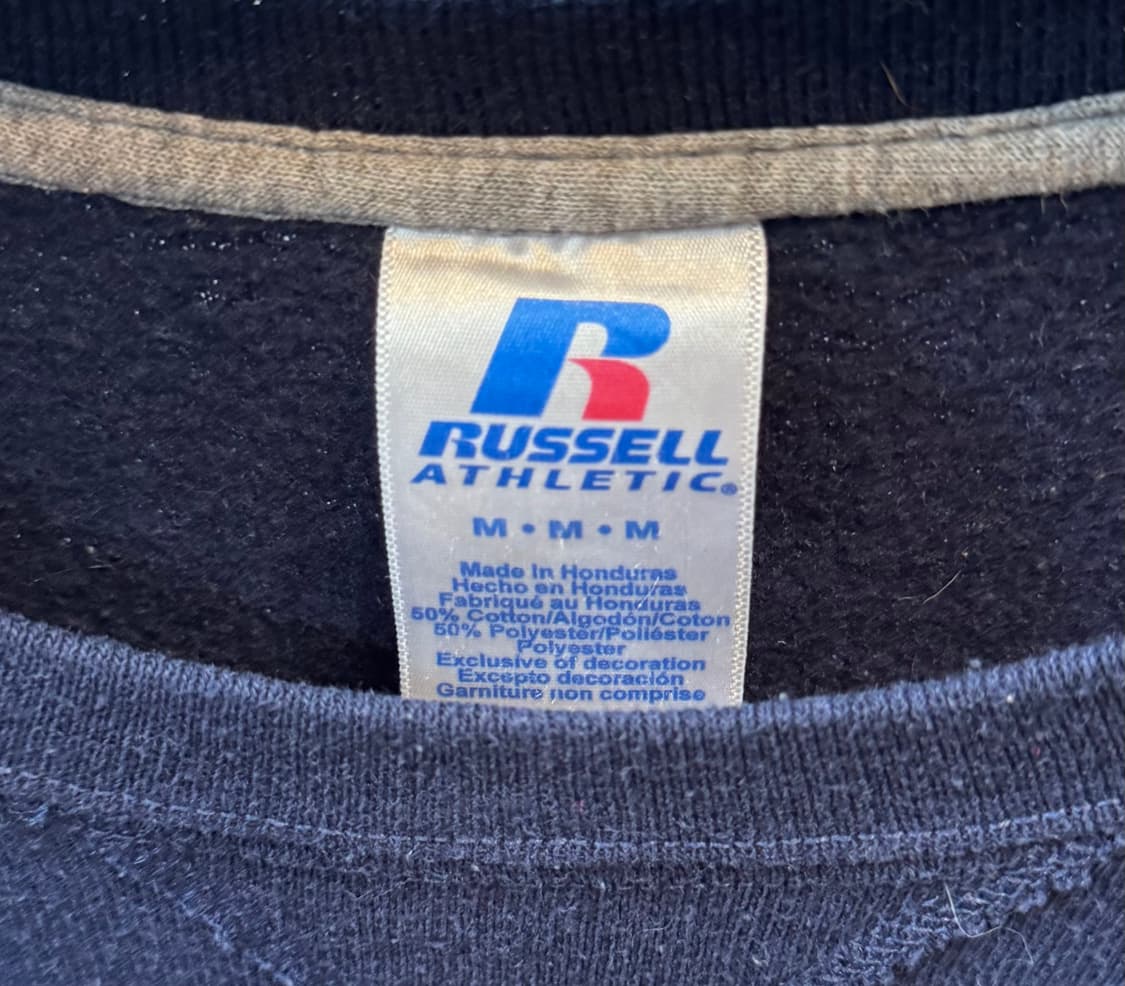 R
RUSSELL
ATHLETIC®
M • M • M
Made In Honduras
Hecho en Honduras
Fabriqué au Honduras
50% Cotton/Algodón/Coton
50% Polyester/Poliéster
Polyester
Exclusive of decoration
Excepto decoración
Garniture non comprise